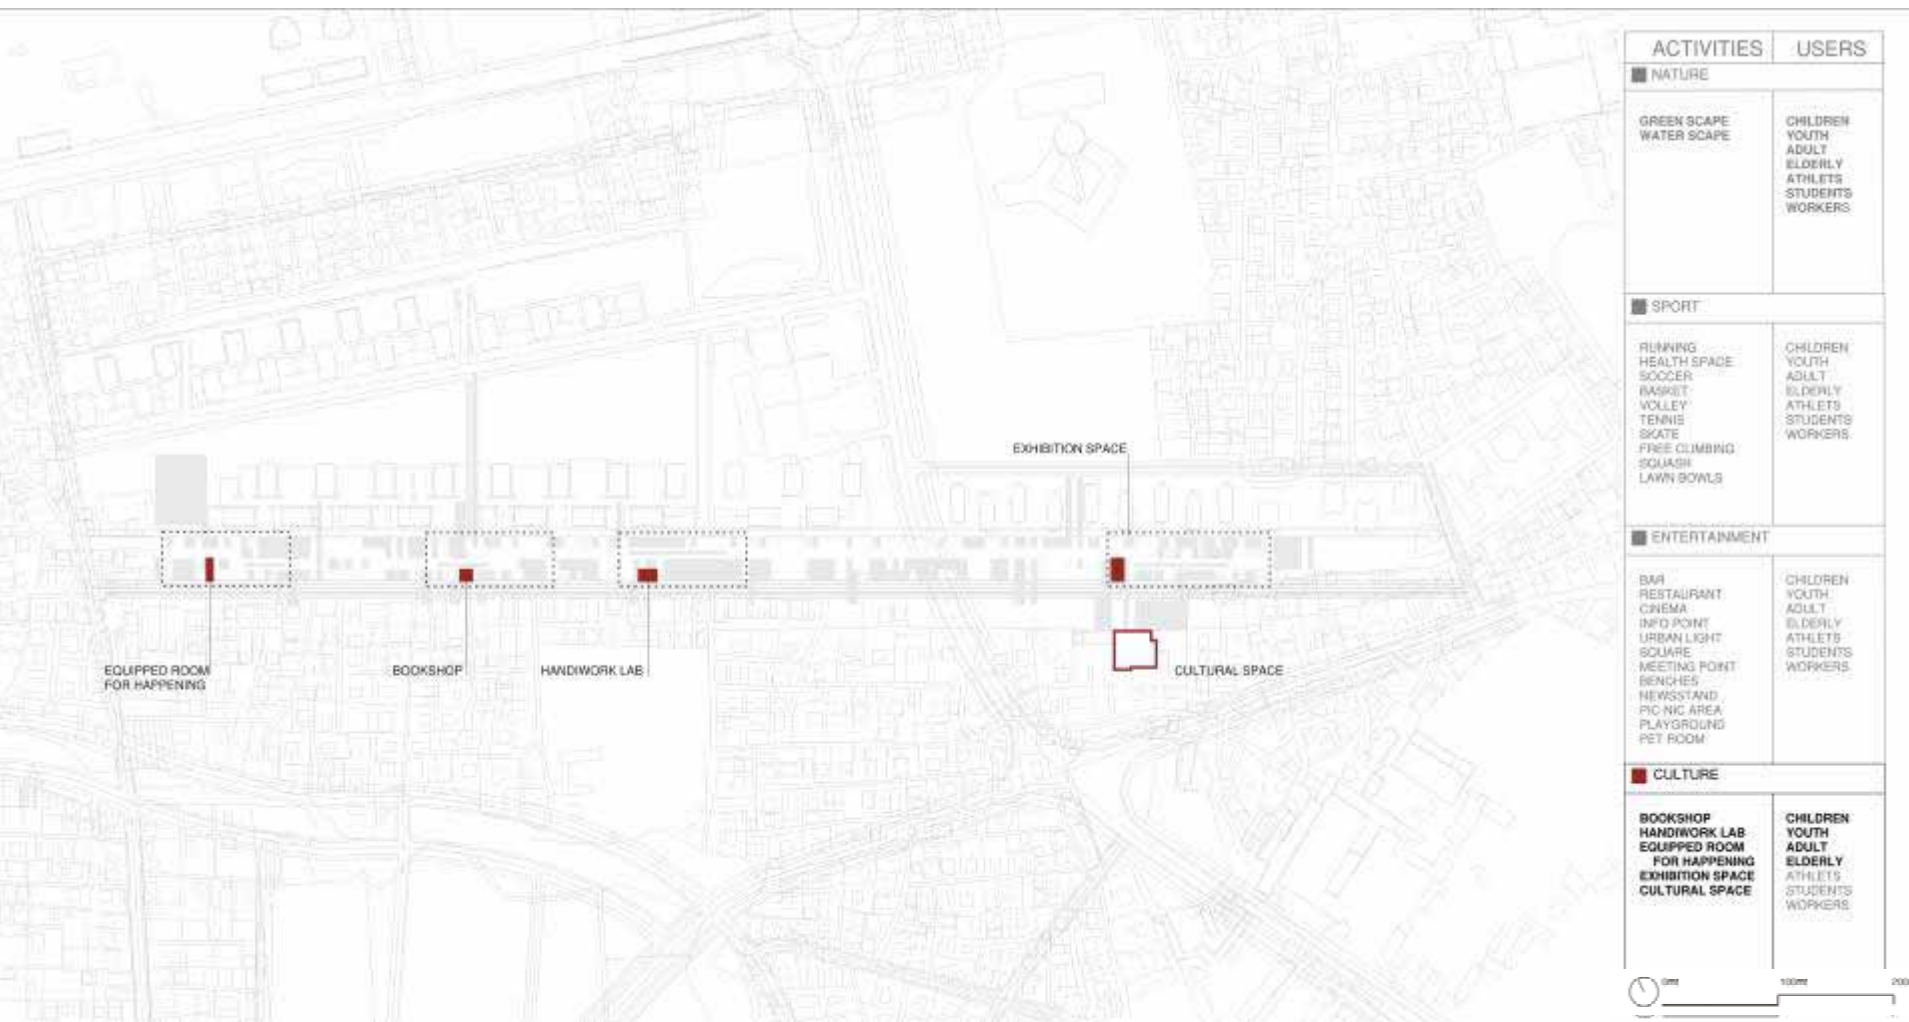 EXHIBITION SPACE
EQUIPPED ROOM
FOR HAPPENING
BOOKSHOP
HANDIWORK LAB
CULTURAL SPACE
ACTIVITIES USERS
NATURE
GREEN SCAPE
WATER SCAPE
CHILDREN
YOUTH
ADULT
ELDERLY
ATHLETS
STUDENTS
WORKERS
SPORT
RUNNING
HEALTH SPACE
SOCCER
BASKET
VOLLEY
TENNIS
SKATE
FREE CLIMBING
SQUASH
LAWN BOWLS
CHILDREN
YOUTH
ADULT
ELDERLY
ATHLETS
STUDENTS
WORKERS
ENTERTAINMENT
BAR
RESTAURANT
CINEMA
INFO POINT
URBAN LIGHT
SQUARE
MEETING POINT
BENCHES
NEWSSTAND
PIC NIC AREA
PLAYGROUND
PET ROOM
CHILDREN
YOUTH
ADULT
ELDERLY
ATHLETS
STUDENTS
WORKERS
CULTURE
BOOKSHOP
HANDIWORK LAB
EQUIPPED ROOM
FOR HAPPENING
EXHIBITION SPACE
CULTURAL SPACE
CHILDREN
YOUTH
ADULT
ELDERLY
ATHLETS
STUDENTS
WORKERS
0mt 100mt 200